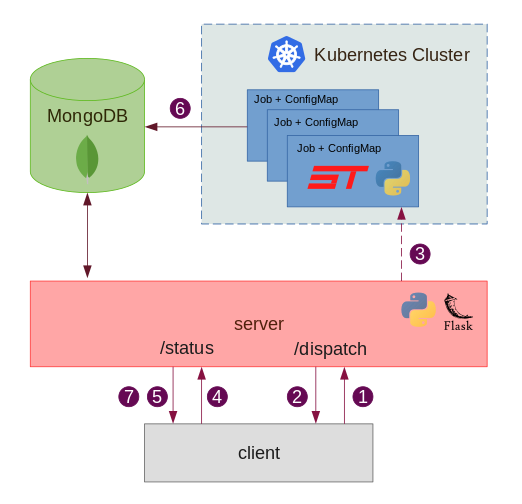 Kubernetes Cluster
Job + ConfigMap
Job + ConfigMap
Job + ConfigMap
ST
MongoDB
6
3
server
Flask
/status
/dispatch
7
5
4
2
1
client